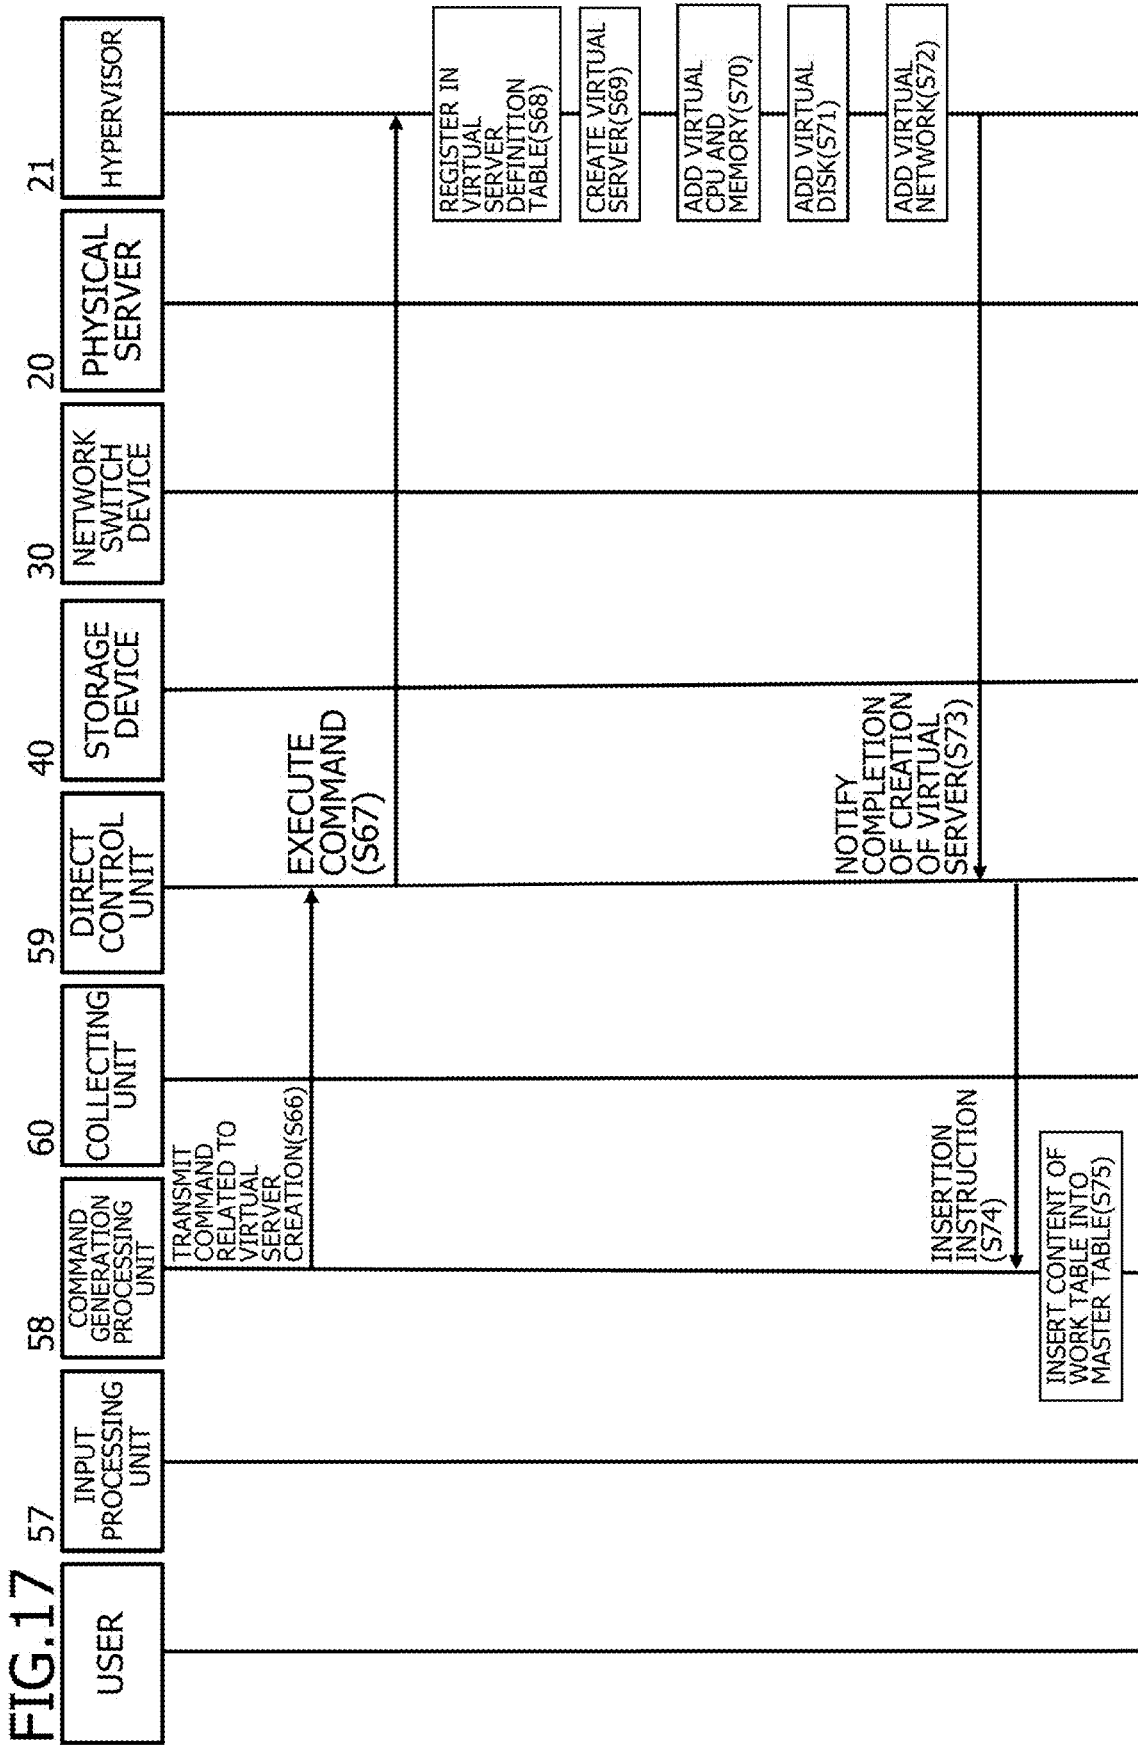 FIG.17
USER
57
INPUT
PROCESSING
UNIT
58
COMMAND
GENERATION
PROCESSING
UNIT
60
COLLECTING
UNIT
59
DIRECT
CONTROL
UNIT
40
STORAGE
DEVICE
30
NETWORK
SWITCH
DEVICE
20
PHYSICAL
SERVER
21
HYPERVISOR
TRANSMIT
COMMAND
RELATED TO
VIRTUAL
SERVER
CREATION(S66)
EXECUTE
COMMAND
(S67)
REGISTER IN
VIRTUAL
SERVER
DEFINITION
TABLE(S68)
CREATE VIRTUAL
SERVER(S69)
ADD VIRTUAL
CPU AND
MEMORY(S70)
ADD VIRTUAL
DISK(S71)
ADD VIRTUAL
NETWORK(S72)
NOTIFY
COMPLETION
OF CREATION
OF VIRTUAL
SERVER(S73)
INSERTION
INSTRUCTION
(S74)
INSERT CONTENT OF
WORK TABLE INTO
MASTER TABLE(S75)